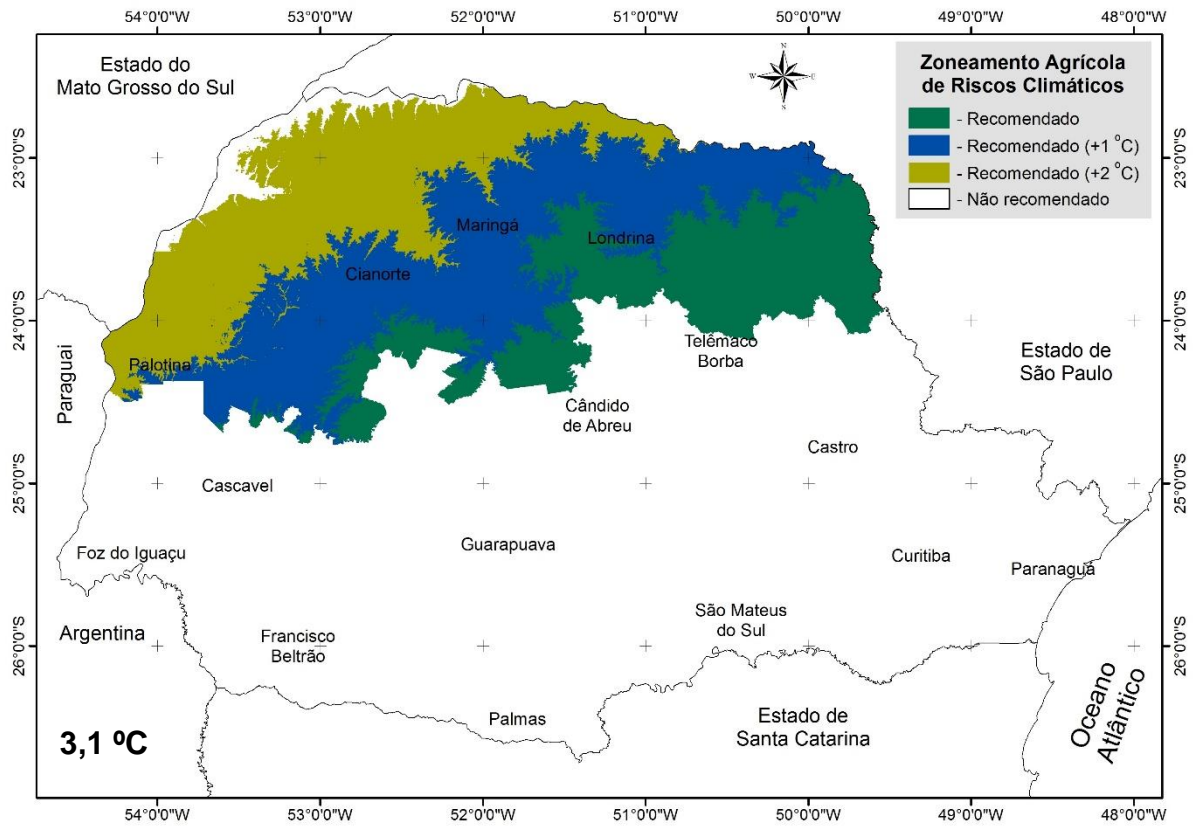 54°0'0"W 53°0'0"W 52°0'0"W 51°0'0"W 50°0'0"W 49°0'0"W 48°0'0"W
Estado do
Mato Grosso do Sul
N
W E
S
Zoneamento Agrícola
de Riscos Climáticos
- Recomendado
- Recomendado (+1 °C)
- Recomendado (+2 °C)
- Não recomendado
23°0'0"S
23°0'0"S
Maringá
Londrina
Cianorte
24°0'0"S
24°0'0"S
Palotina
Telêmaco
Borba
Estado de
São Paulo
Paraguai
Cândido
de Abreu
Castro
25°0'0"S
25°0'0"S
Cascavel
Guarapuava
Foz do Iguaçu
Curitiba
Paranaguá
São Mateus
do Sul
Argentina
Francisco
Beltrão
26°0'0"S
26°0'0"S
Palmas
Estado de
Santa Catarina
Oceano
Atlântico
3,1 ºC
54°0'0"W 53°0'0"W 52°0'0"W 51°0'0"W 50°0'0"W 49°0'0"W 48°0'0"W